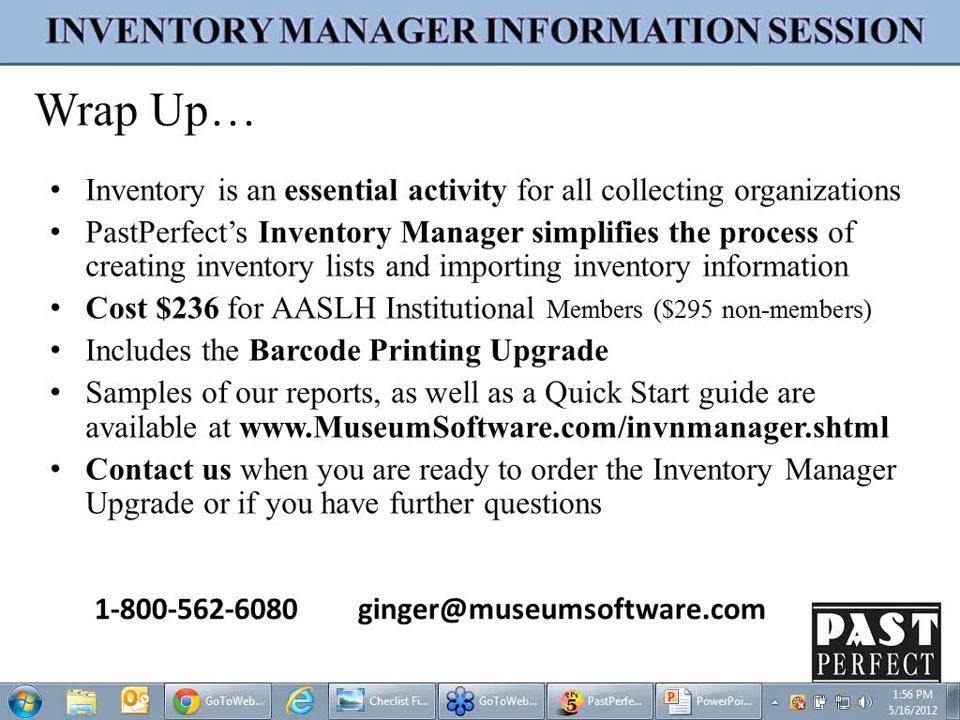 INVENTORY MANAGER INFORMATION SESSION
Wrap Up…
• Inventory is an essential activity for all collecting organizations
• PastPerfect’s Inventory Manager simplifies the process of
creating inventory lists and importing inventory information
• Cost $236 for AASLH Institutional Members ($295 non-members)
• Includes the Barcode Printing Upgrade
• Samples of our reports, as well as a Quick Start guide are
available at www.MuseumSoftware.com/invnmanager.shtml
• Contact us when you are ready to order the Inventory Manager
Upgrade or if you have further questions
1-800-562-6080 ginger@museumsoftware.com
PAST
PERFECT
GoToWeb... Checlist Fi... GoToWeb... PastPerfe... PowerPoi...
1:56 PM
5/16/2012